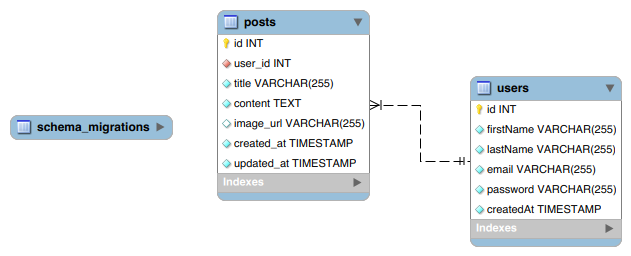 schema_migrations
posts
id INT
user_id INT
title VARCHAR(255)
content TEXT
image_url VARCHAR(255)
created_at TIMESTAMP
updated_at TIMESTAMP
Indexes
users
id INT
firstName VARCHAR(255)
lastName VARCHAR(255)
email VARCHAR(255)
password VARCHAR(255)
createdAt TIMESTAMP
Indexes